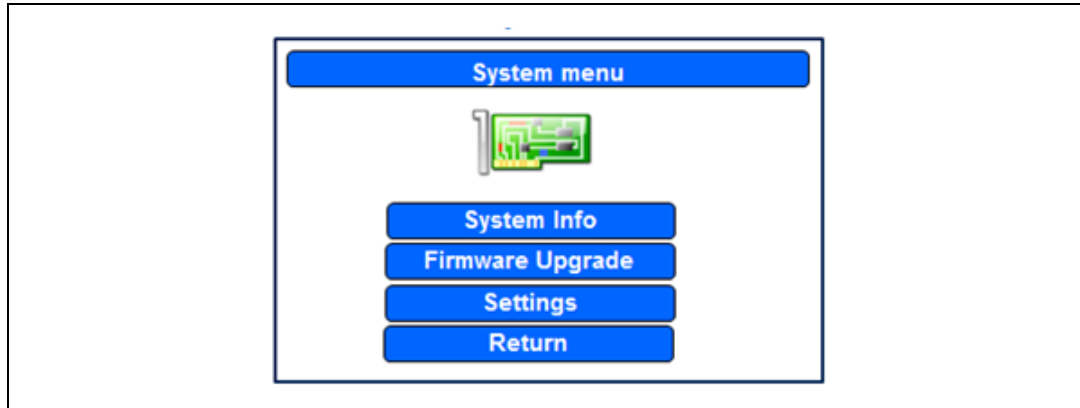 System menu
System Info
Firmware Upgrade
Settings
Return